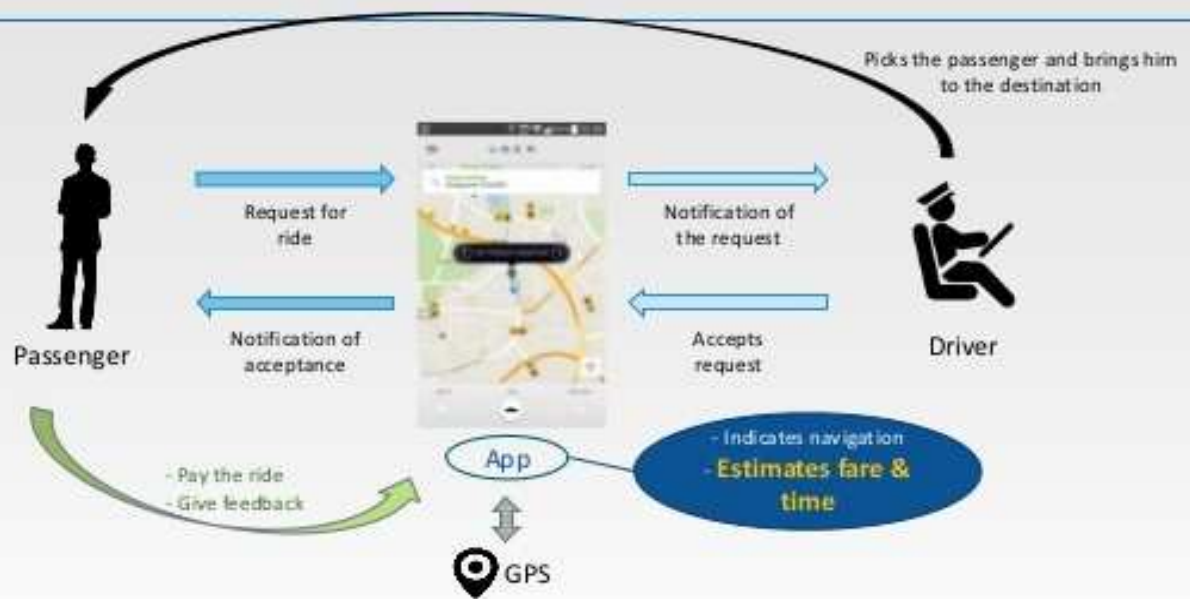 Picks the passenger and brings him
to the destination
Request for
ride
Notification of
the request
Notification of
acceptance
Accepts
request
Passenger
Driver
- Pay the ride
- Give feedback
App
- Indicates navigation
- Estimates fare &
time
GPS